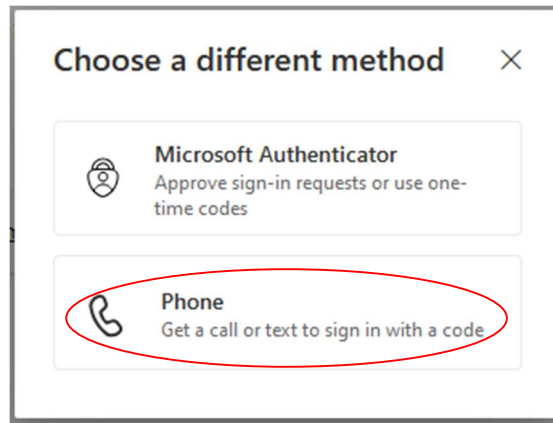 Choose a different method
Microsoft Authenticator
Approve sign-in requests or use one-
time codes
Phone
Get a call or text to sign in with a code